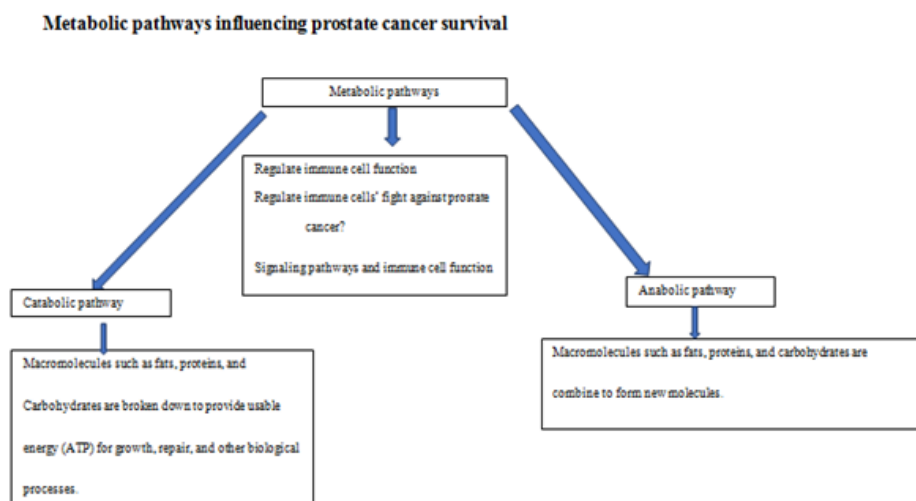 Metabolic pathways influencing prostate cancer survival
Metabolic pathways
Regulate immune cell function
Regulate immune cells' fight against prostate
cancer?
Signaling pathways and immune cell function
Catabolic pathway
Macromolecules such as fats, proteins, and
Carbohydrates are broken down to provide usable
energy (ATP) for growth, repair, and other biological
processes.
Anabolic pathway
Macromolecules such as fats, proteins, and carbohydrates are
combine to form new molecules.